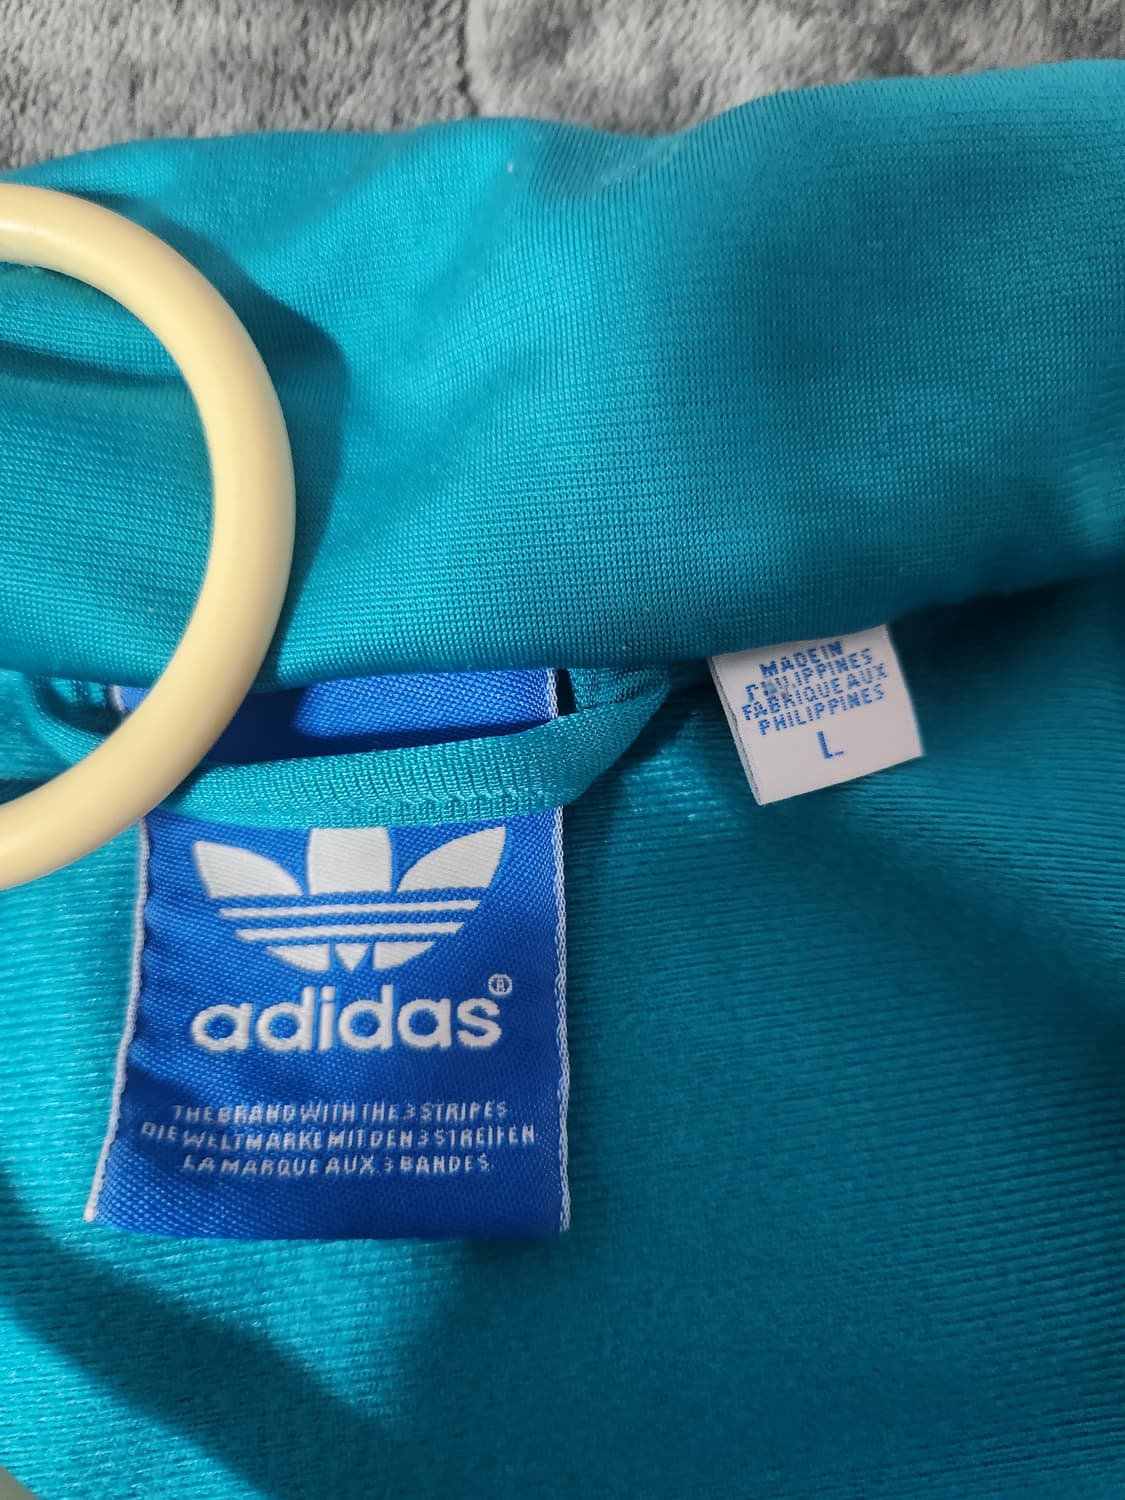 MADE IN
PHILIPPINES
FABRIQUE AUX
PHILIPPINES
L
adidas®
THE BRAND WITH THE 3 STRIPES
DIE WELTMARKE MIT DEN 3 STREIFEN
LA MARQUE AUX 3 BANDES